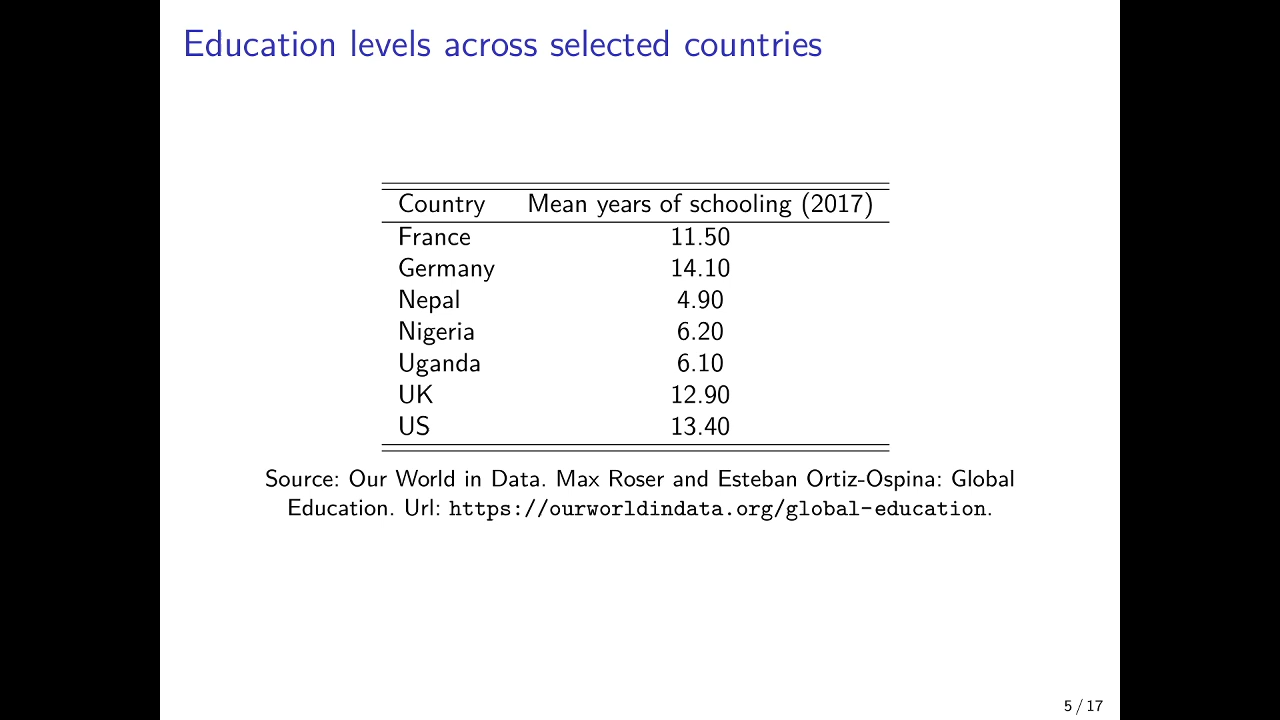 Education levels across selected countries
Country Mean years of schooling (2017)
France 11.50
Germany 14.10
Nepal 4.90
Nigeria 6.20
Uganda 6.10
UK 12.90
US 13.40
Source: Our World in Data. Max Roser and Esteban Ortiz-Ospina: Global
Education. Url: https://ourworldindata.org/global-education.
5 / 17